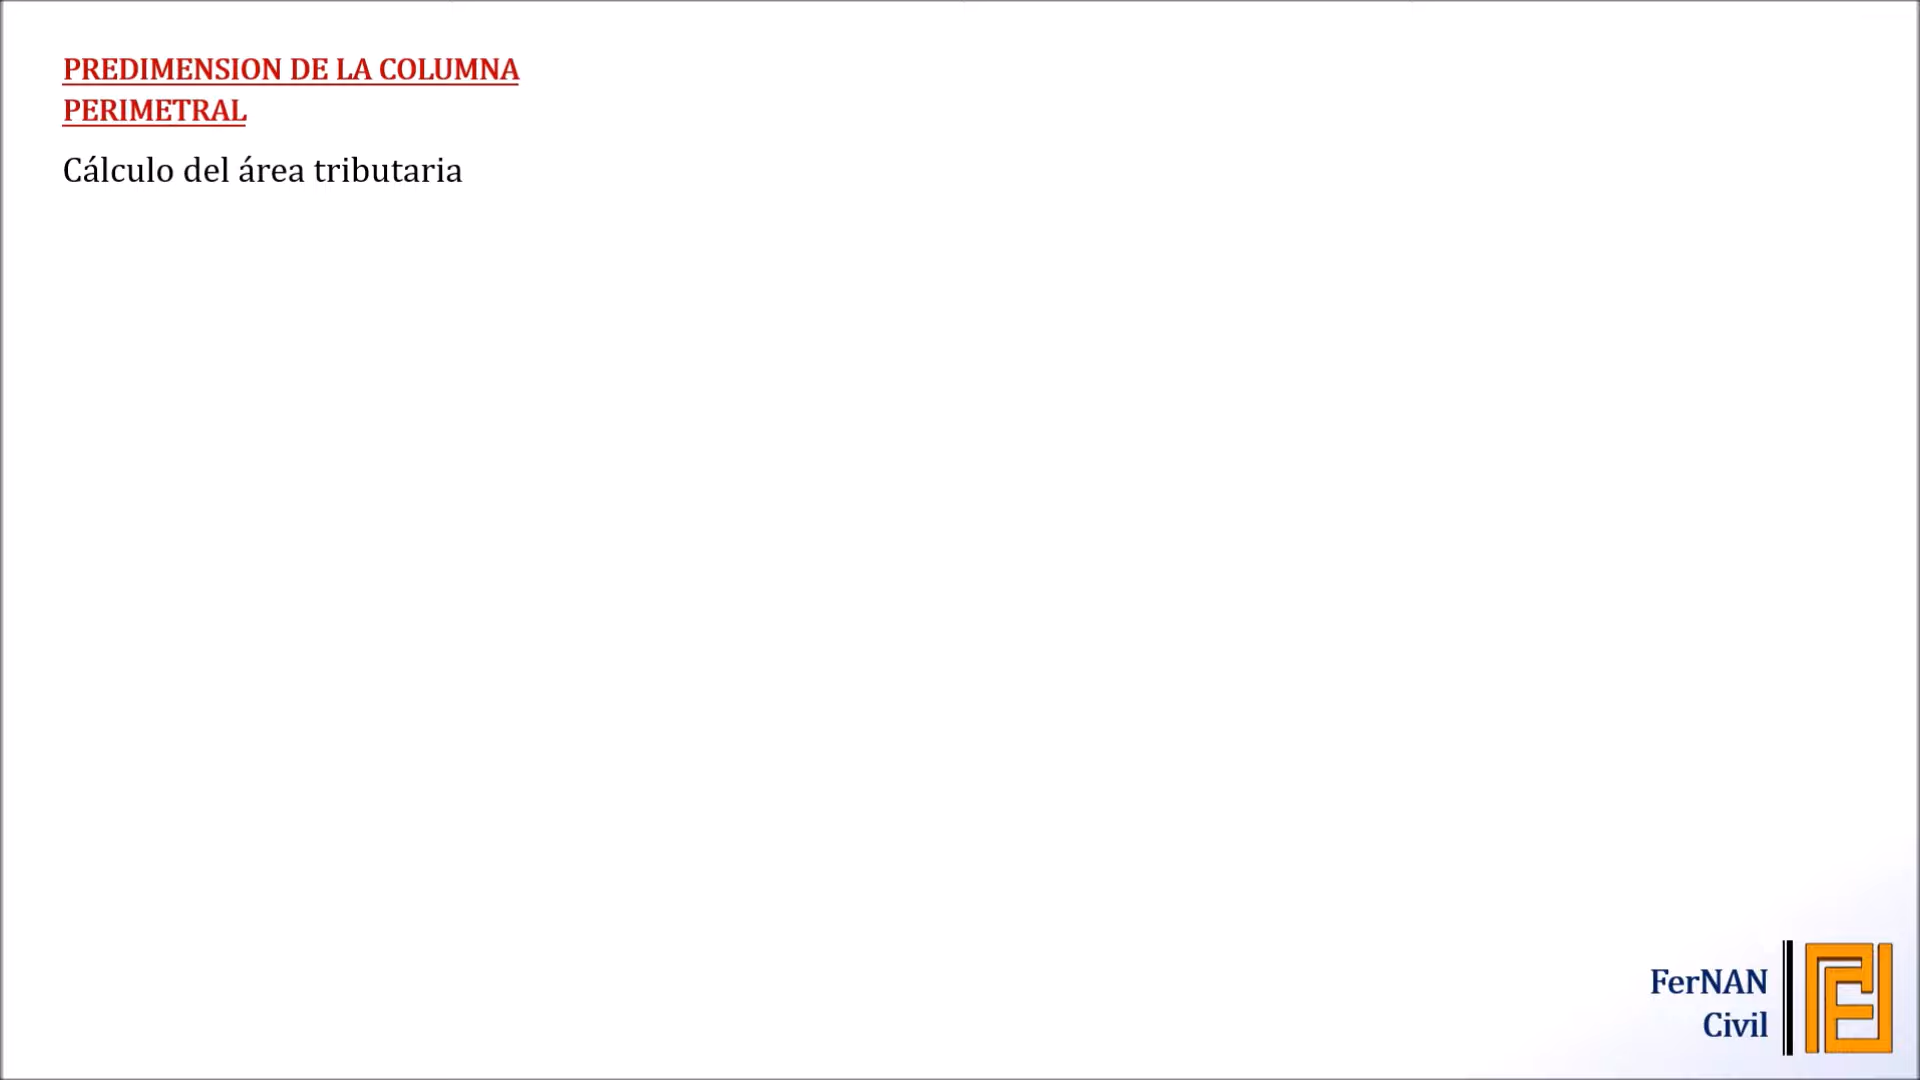 PREDIMENSION DE LA COLUMNA
PERIMETRAL
Cálculo del área tributaria
FerNAN
Civil